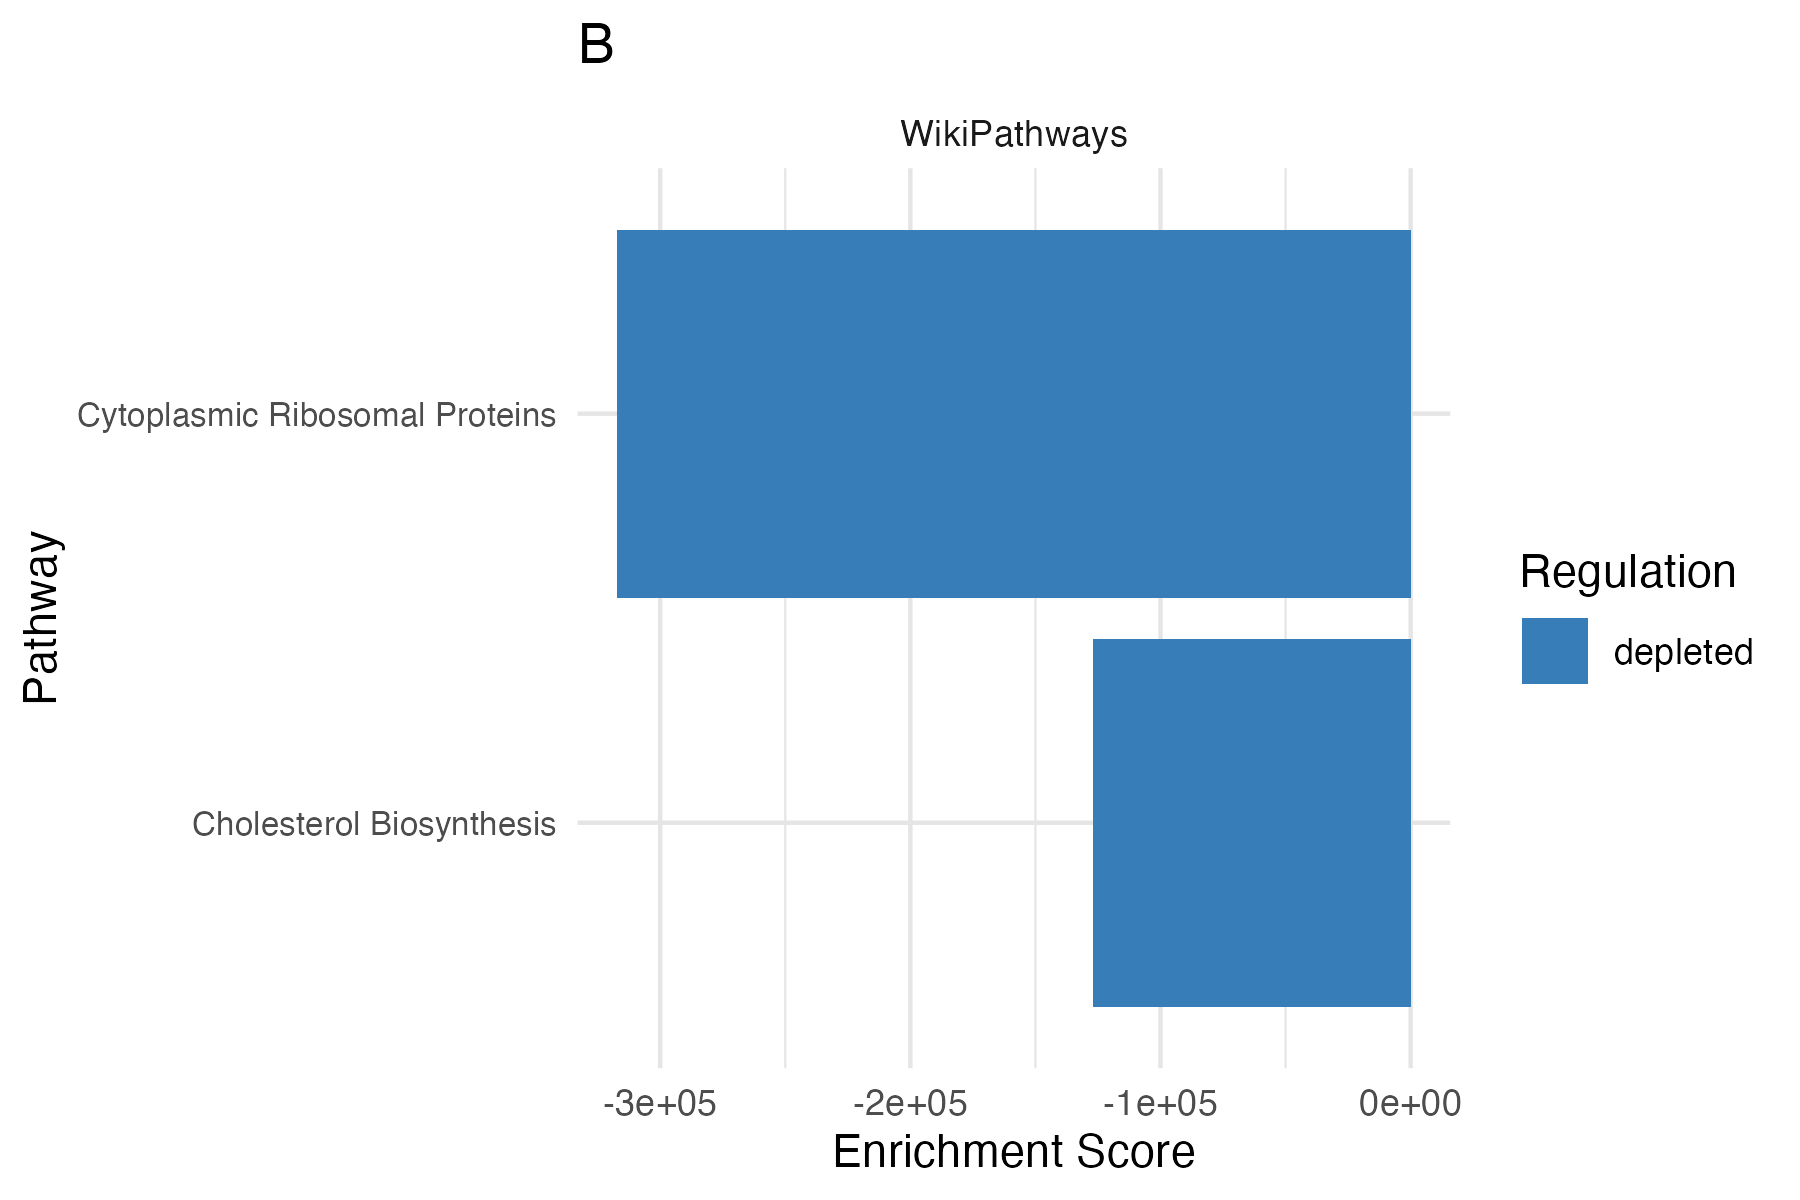 B
WikiPathways
Cytoplasmic Ribosomal Proteins
Cholesterol Biosynthesis
Pathway
-3e+05 -2e+05 -1e+05 0e+00
Enrichment Score
Regulation
depleted